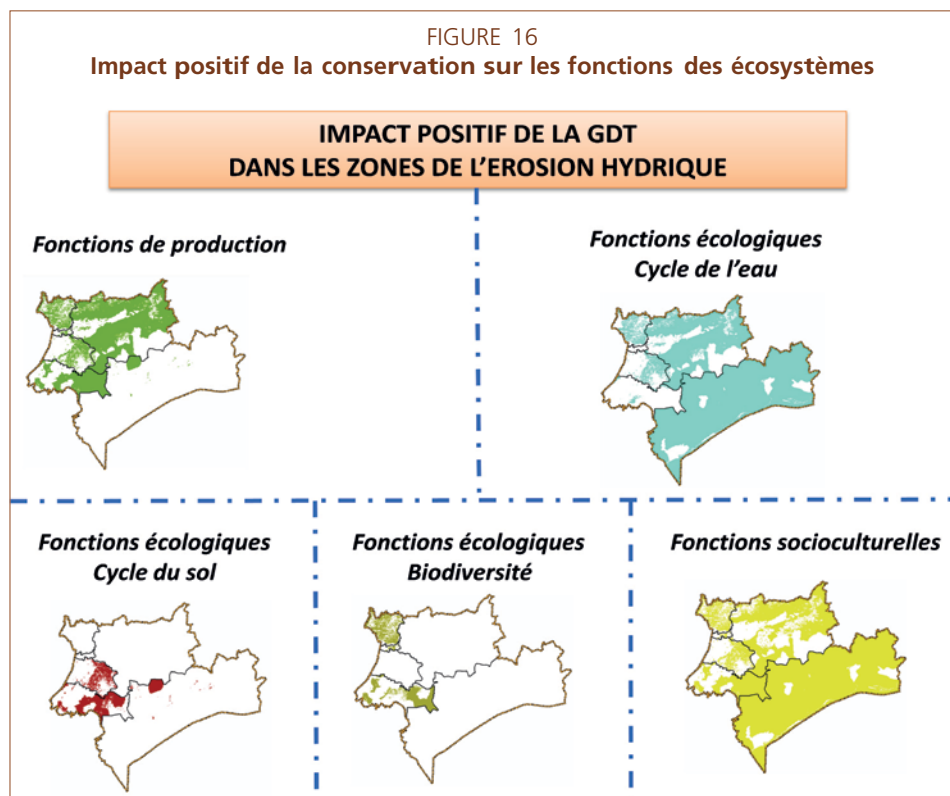 FIGURE 16
Impact positif de la conservation sur les fonctions des écosystèmes
IMPACT POSITIF DE LA GDT
DANS LES ZONES DE L'EROSION HYDRIQUE
Fonctions de production
Fonctions écologiques
Cycle de l'eau
Fonctions écologiques
Cycle du sol
Fonctions écologiques
Biodiversité
Fonctions socioculturelles